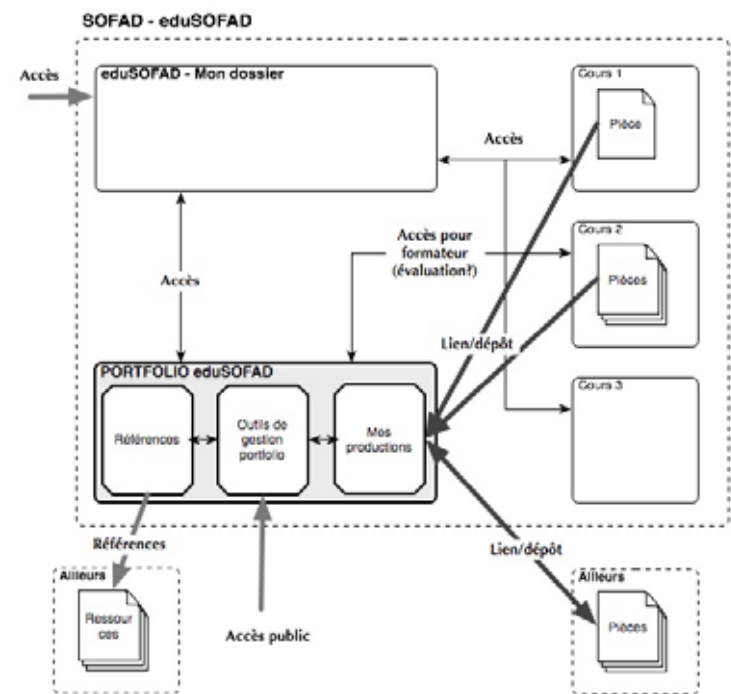 SOFAD - eduSOFAD
Accès
eduSOFAD - Mon dossier
Cours 1
Pièce
Accès
Cours 2
Accès pour
formateur
(évaluation?)
Pièces
Accès
Lien/dépôt
PORTFOLIO eduSOFAD
Cours 3
Références
Outils de
gestion
portfolio
Mes
productions
Références
Lien/dépôt
Ailleurs
Ressour
ces
Accès public
Ailleurs
Pièces